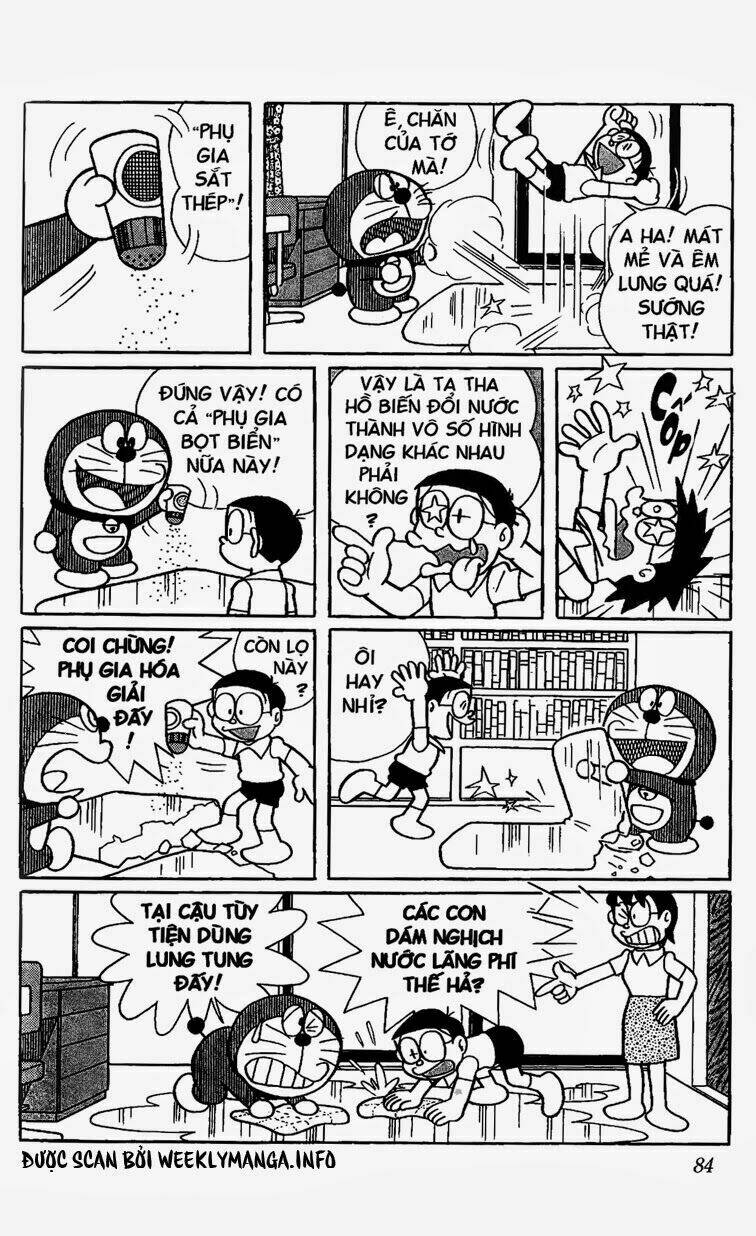 "PHỤ
GIA
SẮT
THÉP"!
Ê, CHĂN
CỦA TỚ
MÀ!
A HA! MÁT
MẺ VÀ ÊM
LƯNG QUÁ!
SƯỚNG
THẬT!
ĐÚNG VẬY! CÓ
CẢ "PHỤ GIA
BỌT BIỂN"
NỮA NÀY!
VẬY LÀ TA THA
HỒ BIẾN ĐỔI NƯỚC
THÀNH VÔ SỐ HÌNH
DẠNG KHÁC NHAU
PHẢI
KHÔNG
?
CỐP
COI CHỪNG!
PHỤ GIA HÓA
GIẢI
ĐẤY
!
CÒN LỌ
NÀY
?
ÔI
HAY
NHỈ?
TẠI CẬU TÙY
TIỆN DÙNG
LUNG TUNG
ĐẤY!
CÁC CON
DÁM NGHỊCH
NƯỚC LÃNG PHÍ
THẾ HẢ?
ĐƯỢC SCAN BỞI WEEKLYMANGA.INFO
84